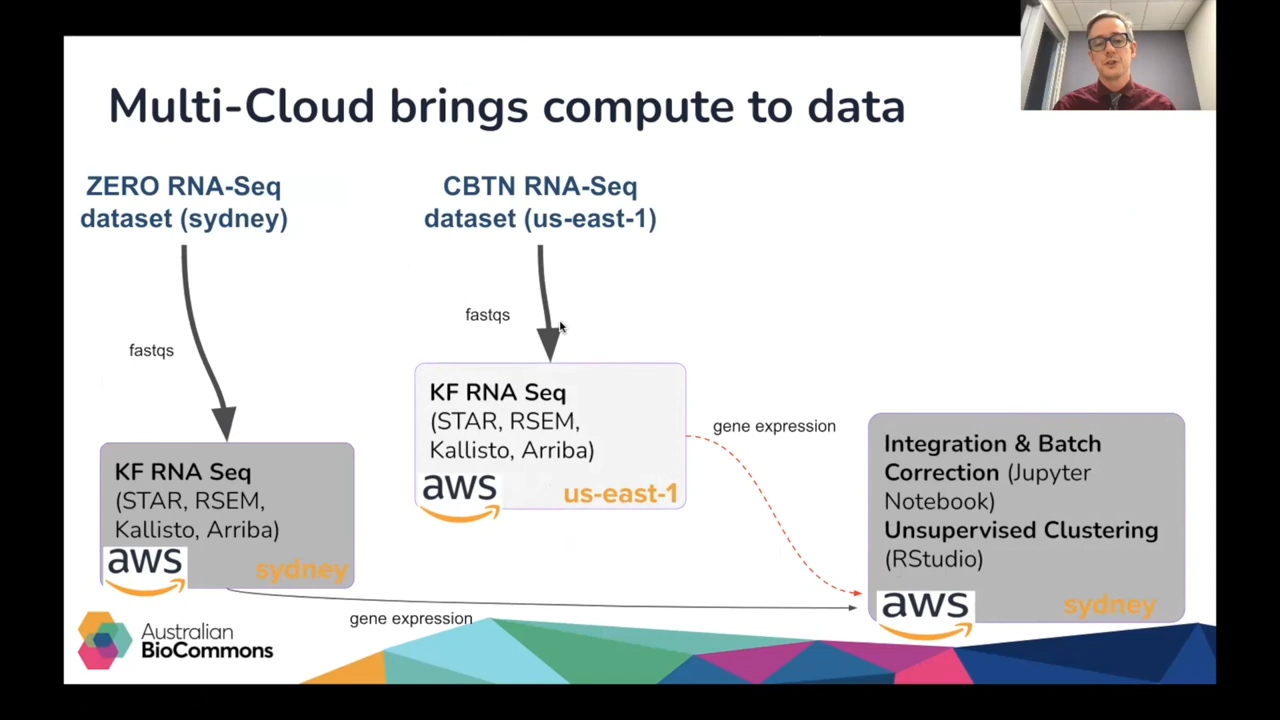 Multi-Cloud brings compute to data
ZERO RNA-Seq
dataset (sydney)
CBTN RNA-Seq
dataset (us-east-1)
fastqs
fastqs
KF RNA Seq
(STAR, RSEM,
Kallisto, Arriba)
aws
us-east-1
gene expression
KF RNA Seq
(STAR, RSEM,
Kallisto, Arriba)
aws
sydney
gene expression
Integration & Batch
Correction (Jupyter
Notebook)
Unsupervised Clustering
(RStudio)
aws
sydney
Australian
BioCommons